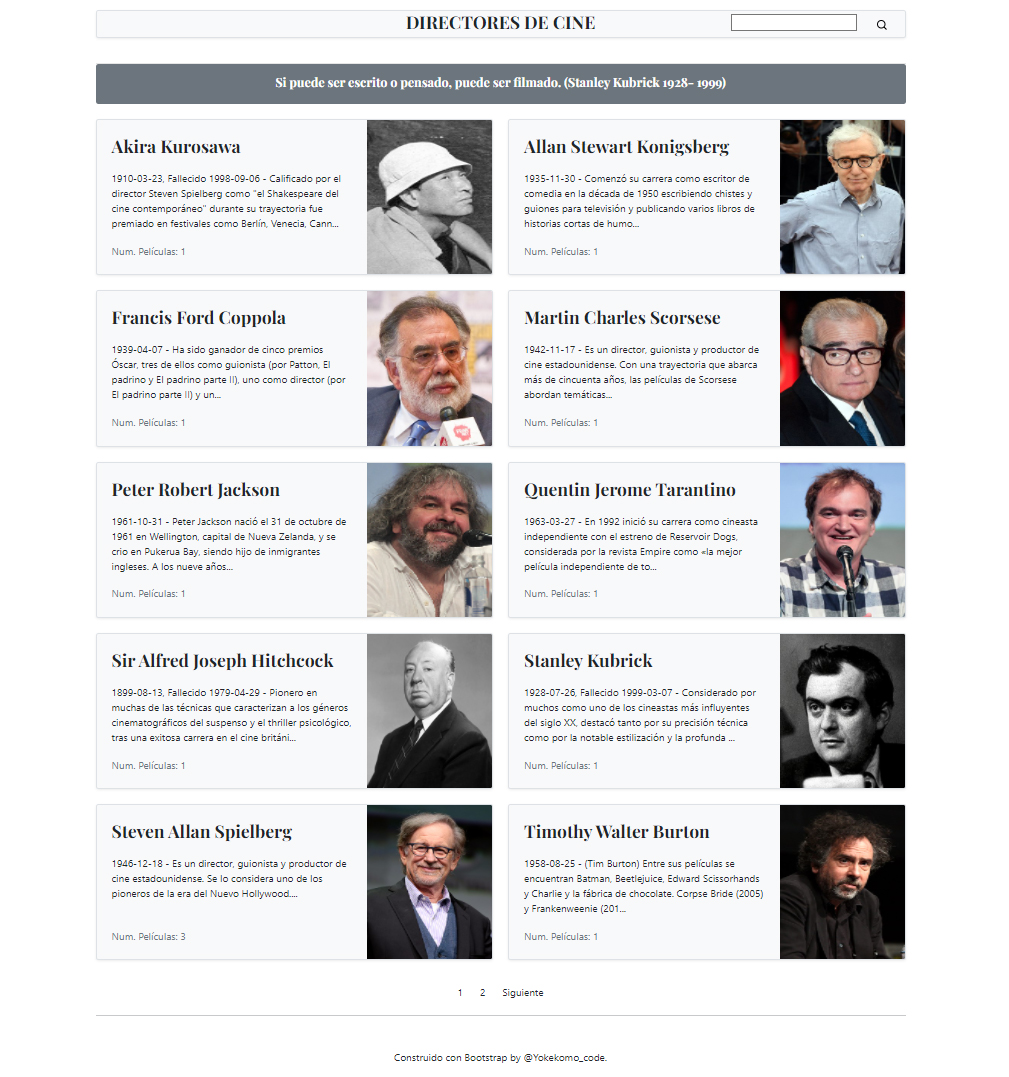 DIRECTORES DE CINE
Si puede ser escrito o pensado, puede ser filmado. (Stanley Kubrick 1928- 1999)
Akira Kurosawa
1910-03-23, Fallecido 1998-09-06 - Calificado por el
director Steven Spielberg como "el Shakespeare del
cine contemporáneo" durante su trayectoria fue
premiado en festivales como Berlín, Venecia, Cann...
Num. Películas: 1
Allan Stewart Konigsberg
1935-11-30 - Comenzó su carrera como escritor de
comedia en la década de 1950 escribiendo chistes y
guiones para televisión y publicando varios libros de
historias cortas de humo...
Num. Películas: 1
Francis Ford Coppola
1939-04-07 - Ha sido ganador de cinco premios
Óscar, tres de ellos como guionista (por Patton, El
padrino y El padrino parte II), uno como director (por
El padrino parte II) y un...
Num. Películas: 1
Martin Charles Scorsese
1942-11-17 - Es un director, guionista y productor de
cine estadounidense. Con una trayectoria que abarca
más de cincuenta años, las películas de Scorsese
abordan temáticas...
Num. Películas: 1
Peter Robert Jackson
1961-10-31 - Peter Jackson nació el 31 de octubre de
1961 en Wellington, capital de Nueva Zelanda, y se
crio en Pukerua Bay, siendo hijo de inmigrantes
ingleses. A los nueve años...
Num. Películas: 1
Quentin Jerome Tarantino
1963-03-27 - En 1992 inició su carrera como cineasta
independiente con el estreno de Reservoir Dogs,
considerada por la revista Empire como «la mejor
película independiente de to...
Num. Películas: 1
Sir Alfred Joseph Hitchcock
1899-08-13, Fallecido 1979-04-29 - Pionero en
muchas de las técnicas que caracterizan a los géneros
cinematográficos del suspenso y el thriller psicológico,
tras una exitosa carrera en el cine británi...
Num. Películas: 1
Stanley Kubrick
1928-07-26, Fallecido 1999-03-07 - Considerado por
muchos como uno de los cineastas más influyentes
del siglo XX, destacó tanto por su precisión técnica
como por la notable estilización y la profunda ...
Num. Películas: 1
Steven Allan Spielberg
1946-12-18 - Es un director, guionista y productor de
cine estadounidense. Se lo considera uno de los
pioneros de la era del Nuevo Hollywood....
Num. Películas: 3
Timothy Walter Burton
1958-08-25 - (Tim Burton) Entre sus películas se
encuentran Batman, Beetlejuice, Edward Scissorhands
y Charlie y la fábrica de chocolate. Corpse Bride (2005)
y Frankenweenie (201...
Num. Películas: 1
1 2 Siguiente
Construido con Bootstrap by @Yokekomo_code.